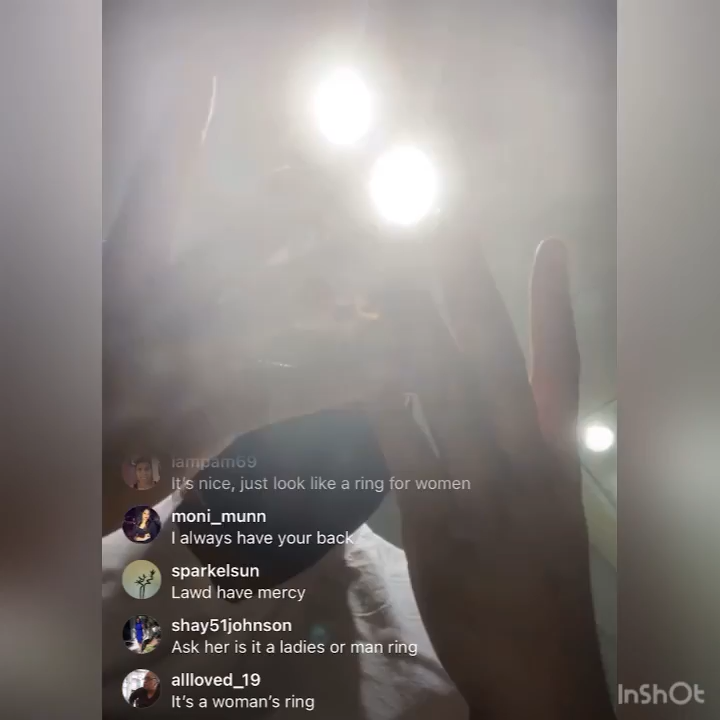 iampam69
It's nice, just look like a ring for women
moni_munn
I always have your back
sparkelsun
Lawd have mercy
shay51johnson
Ask her is it a ladies or man ring
allloved_19
It's a woman's ring
InShOt